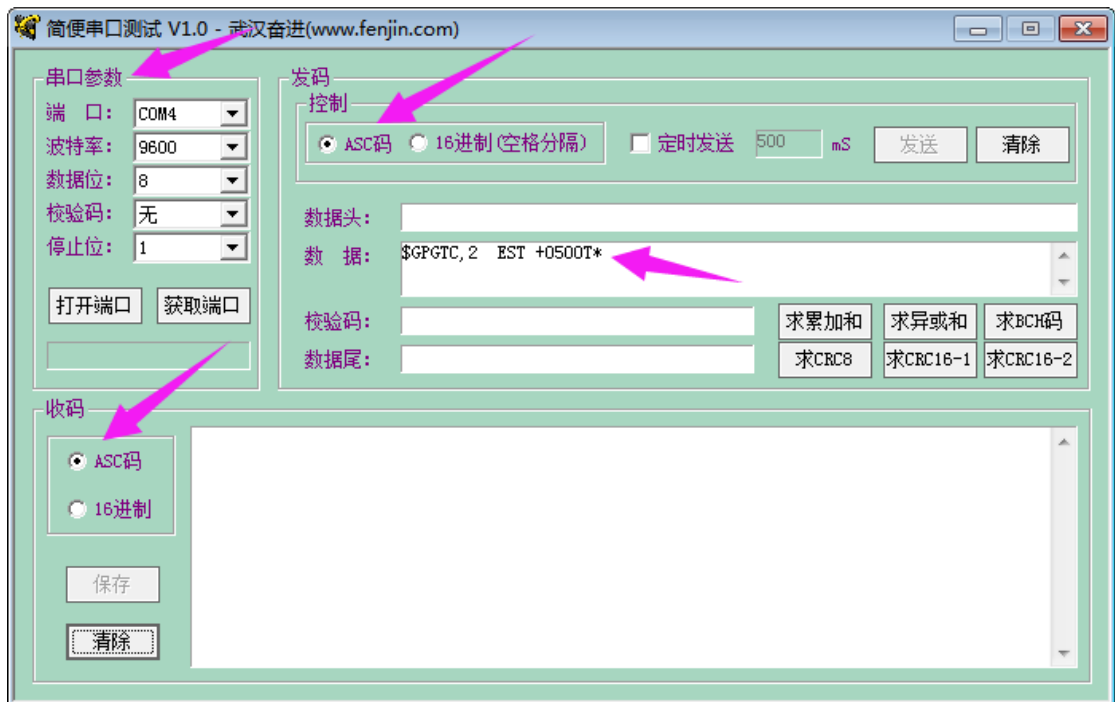 简便串口测试 V1.0 - 武汉奋进(www.fenjin.com)
串口参数
端 口: COM4
波特率: 9600
数据位: 8
校验码: 无
停止位: 1
打开端口 获取端口
发码
控制
ASC码 16进制(空格分隔) 定时发送 500 mS 发送 清除
数据头:
数 据: $GPGTC,2  EST +0500T*
校验码: 求累加和 求异或和 求BCH码
数据尾: 求CRC8 求CRC16-1 求CRC16-2
收码
ASC码
16进制
保存
清除